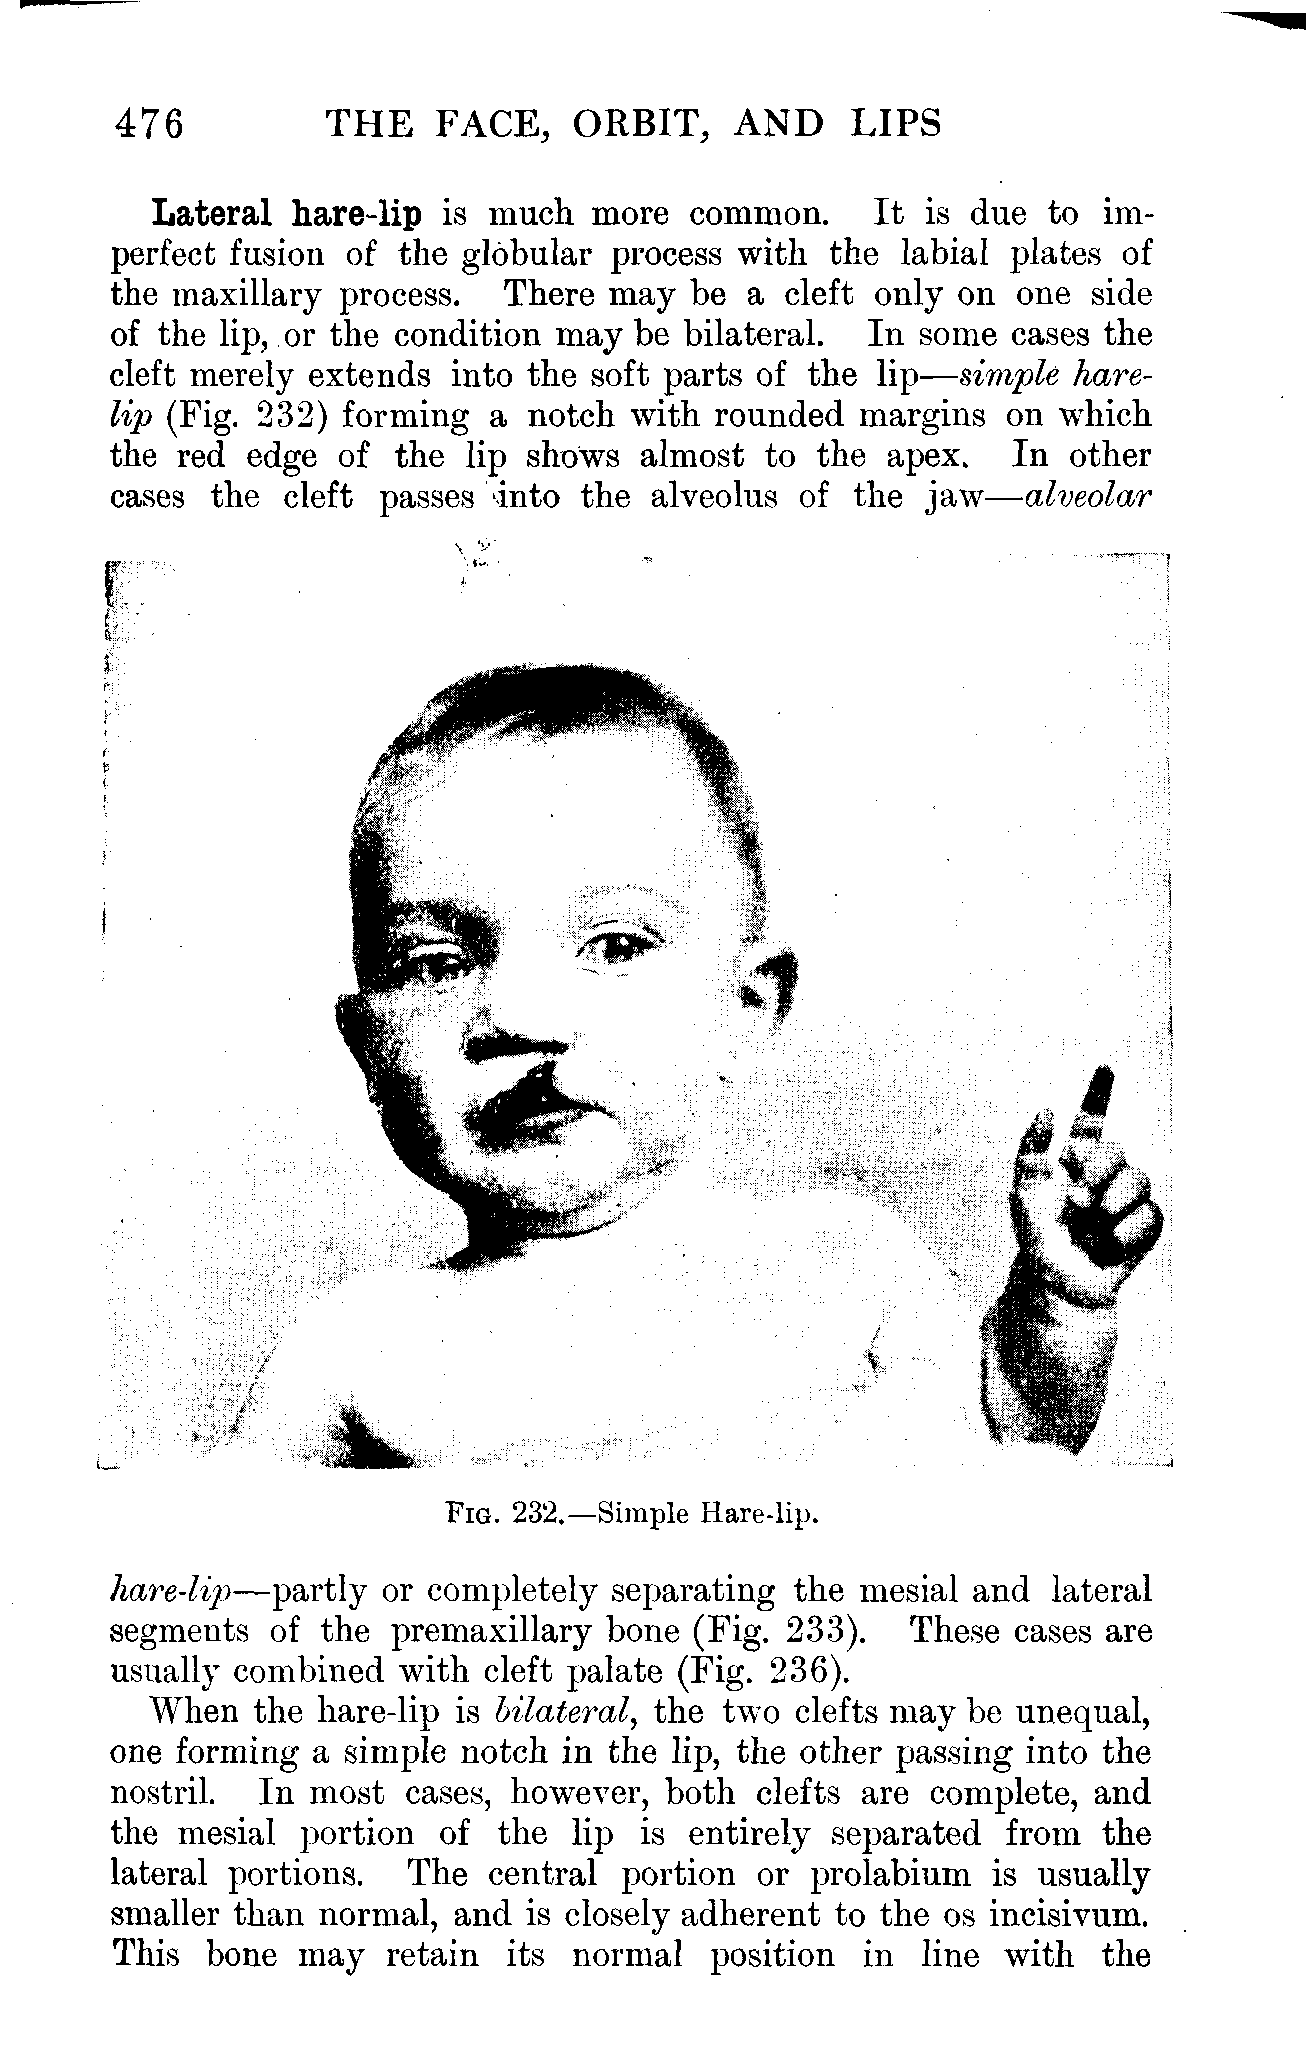 476 THE FACE, ORBIT, AND LIPS
Lateral hare-lip is much more common. It is due to im-
perfect fusion of the globular process with the labial plates of
the maxillary process. There may be a cleft only on one side
of the lip, or the condition may be bilateral. In some cases the
cleft merely extends into the soft parts of the lip—simple hare-
lip (Fig. 232) forming a notch with rounded margins on which
the red edge of the lip shows almost to the apex. In other
cases the cleft passes into the alveolus of the jaw—alveolar
FIG. 232.—Simple Hare-lip.
hare-lip—partly or completely separating the mesial and lateral
segments of the premaxillary bone (Fig. 233). These cases are
usually combined with cleft palate (Fig. 236).
When the hare-lip is bilateral, the two clefts may be unequal,
one forming a simple notch in the lip, the other passing into the
nostril. In most cases, however, both clefts are complete, and
the mesial portion of the lip is entirely separated from the
lateral portions. The central portion or prolabium is usually
smaller than normal, and is closely adherent to the os incisivum.
This bone may retain its normal position in line with the